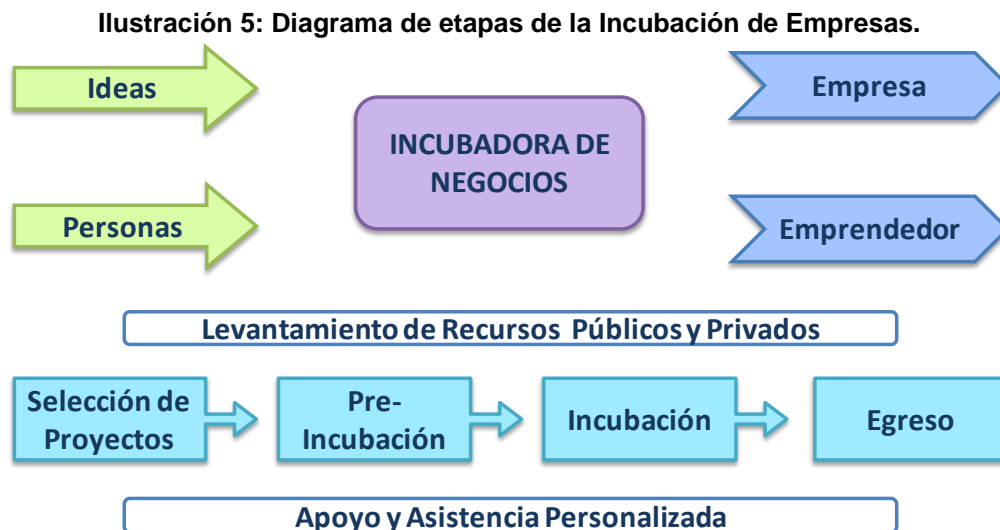 Ilustración 5: Diagrama de etapas de la Incubación de Empresas.
Ideas
Empresa
INCUBADORA DE
NEGOCIOS
Personas
Emprendedor
Levantamiento de Recursos Públicos y Privados
Selección de
Proyectos
Pre-
Incubación
Incubación
Egreso
Apoyo y Asistencia Personalizada